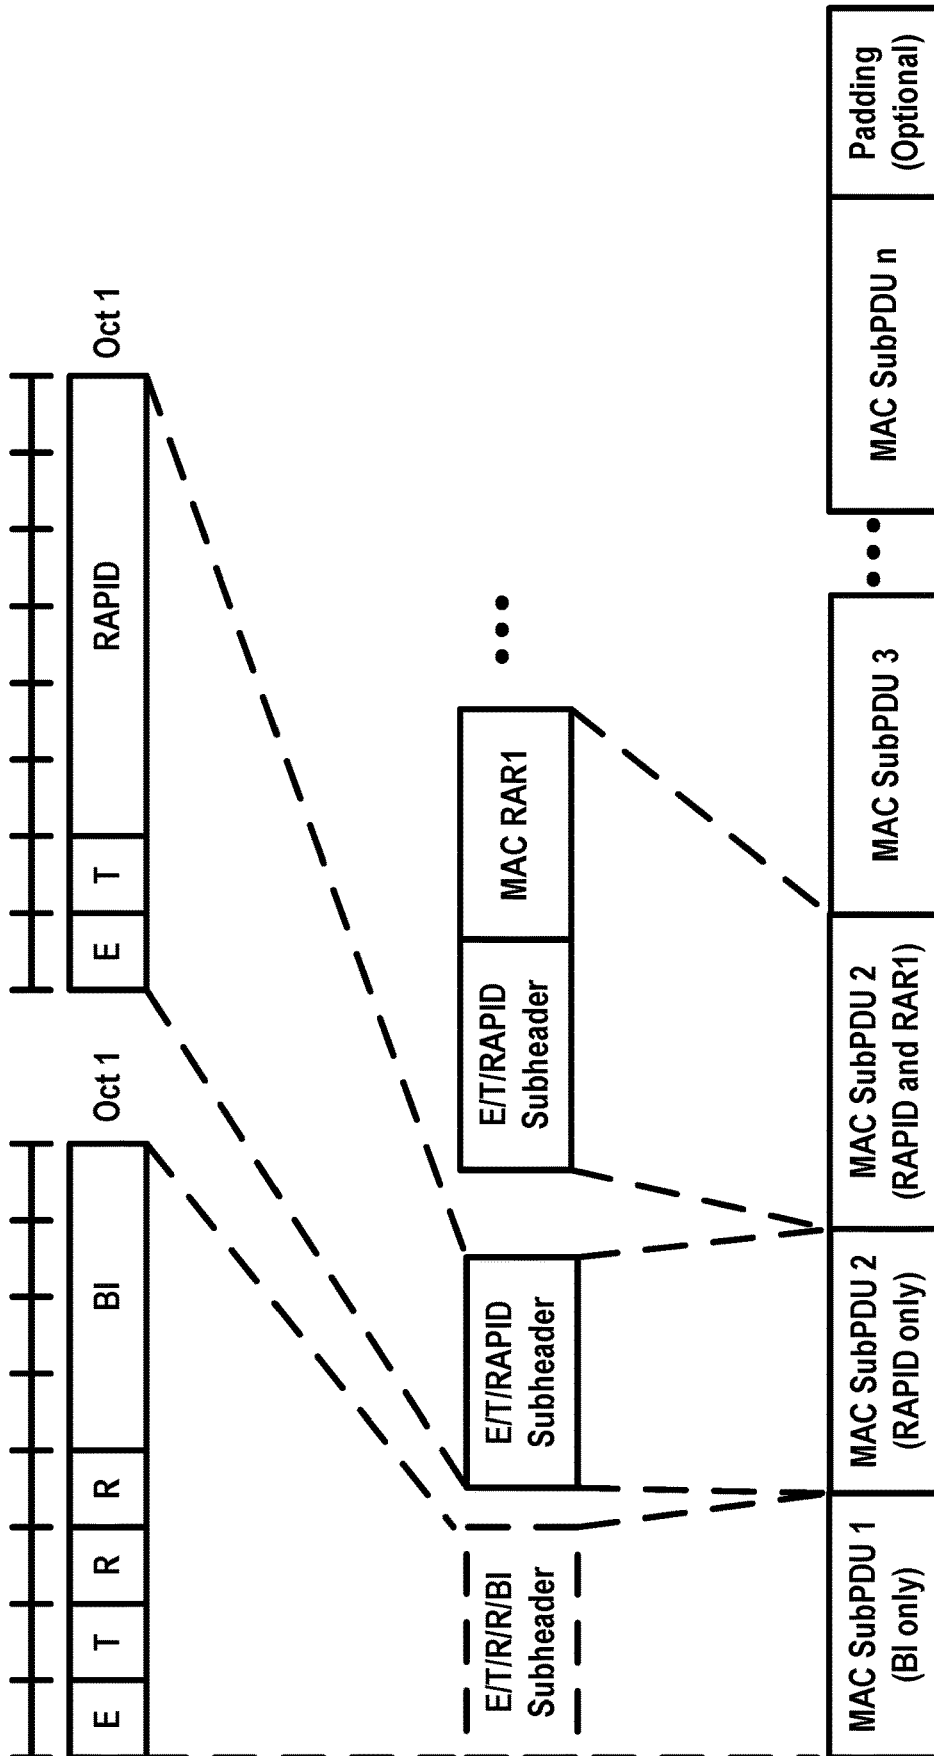 E
T
R
R
BI
Oct 1
E
T
RAPID
Oct 1
E/T/R/R/BI
Subheader
E/T/RAPID
Subheader
E/T/RAPID
Subheader
MAC RAR1
MAC SubPDU 1
(BI only)
MAC SubPDU 2
(RAPID only)
MAC SubPDU 2
(RAPID and RAR1)
MAC SubPDU 3
MAC SubPDU n
Padding
(Optional)